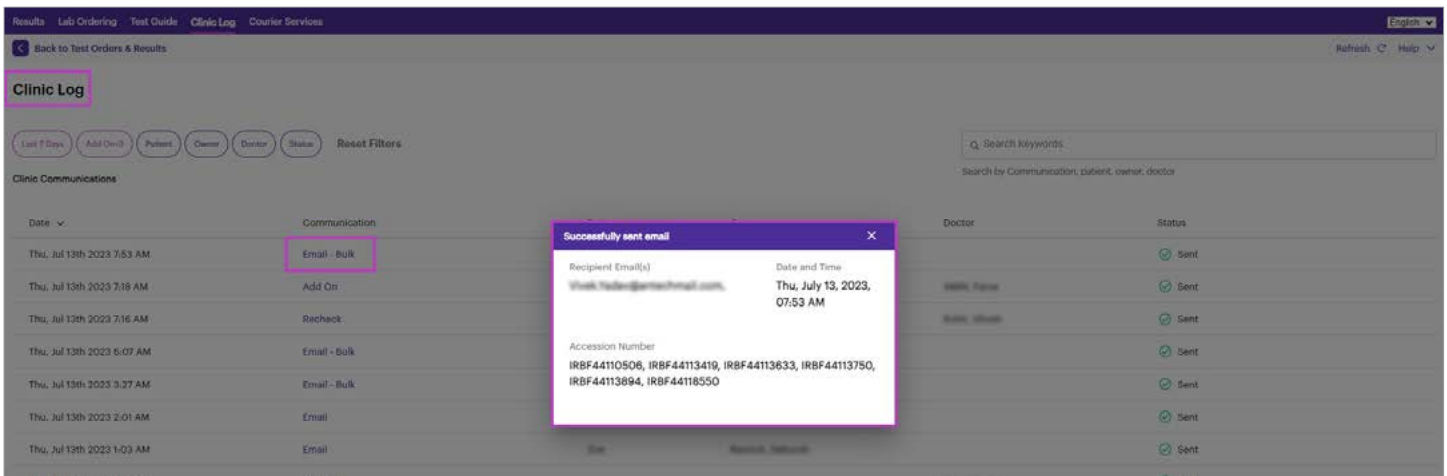 Results Lab Ordering Test Guide Clinic Log Courier Services English
Back to Test Orders & Results Refresh Help
Clinic Log
Last 7 Days Patient Owner Doctor Status Reset Filters Search Keywords
Search by Communication, patient, owner, doctor
Clinic Communications
Date Communication Doctor Status
Successfully sent email
Recipient Email(s) Date and Time
Thu, July 13, 2023,
07:53 AM
Accession Number
IRBF44110506, IRBF44113419, IRBF44113633, IRBF44113750,
IRBF44113894, IRBF44118550
Thu, Jul 13th 2023 7:53 AM Email - Bulk Sent
Thu, Jul 13th 2023 7:18 AM Add On Sent
Thu, Jul 13th 2023 7:16 AM Recheck Sent
Thu, Jul 13th 2023 6:07 AM Email - Bulk Sent
Thu, Jul 13th 2023 3:27 AM Email - Bulk Sent
Thu, Jul 13th 2023 2:01 AM Email Sent
Thu, Jul 13th 2023 1:03 AM Email Sent